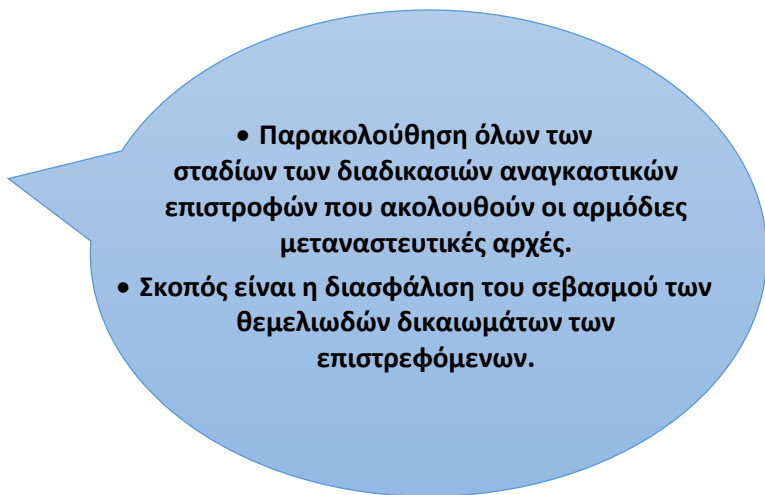 • Παρακολούθηση όλων των
σταδίων των διαδικασιών αναγκαστικών
επιστροφών που ακολουθούν οι αρμόδιες
μεταναστευτικές αρχές.
• Σκοπός είναι η διασφάλιση του σεβασμού των
θεμελιωδών δικαιωμάτων των
επιστρεφόμενων.